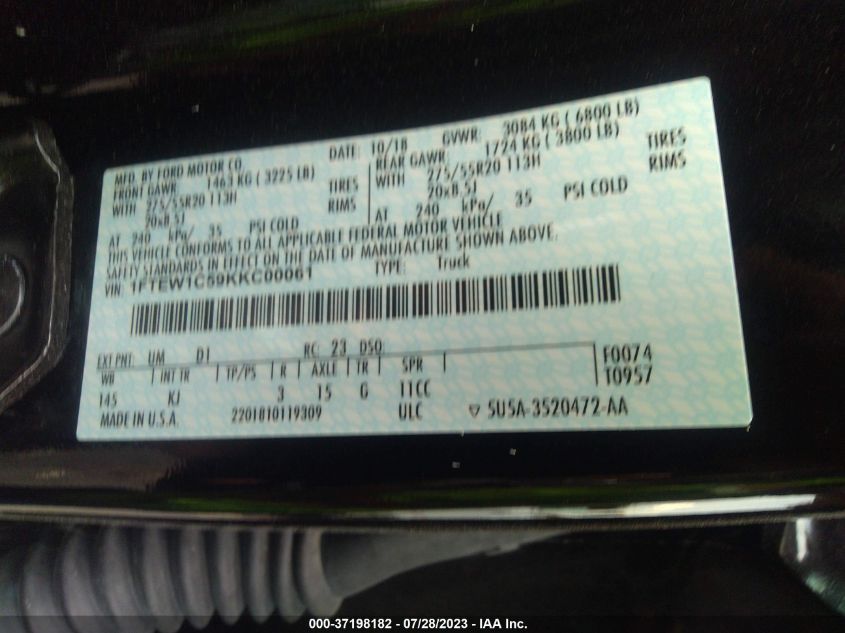 MFD. BY FORD MOTOR CO.
DATE: 10/18 GVWR: 3084 KG ( 6800 LB)
FRONT GAWR: 1463 KG ( 3225 LB)
REAR GAWR: 1724 KG ( 3800 LB)
WITH 275/55R20 113H TIRES
WITH 275/55R20 113H TIRES
20x8.5J RIMS
20x8.5J RIMS
AT 240 kPa/ 35 PSI COLD
AT 240 kPa/ 35 PSI COLD
THIS VEHICLE CONFORMS TO ALL APPLICABLE FEDERAL MOTOR VEHICLE
SAFETY STANDARDS IN EFFECT ON THE DATE OF MANUFACTURE SHOWN ABOVE.
VIN: 1FTEW1C59KKC00061
TYPE: Truck
EXT PNT: UM D1 RC: 23 DSO:
WB INT TR TP/PS R AXLE TR SPR
145 KJ 3 15 G 11CC
F0074
T0957
MADE IN U.S.A. 2201810119309 ULC ▽ 5U5A-3520472-AA
000-37198182 / 07/28/2023 - IAA Inc.